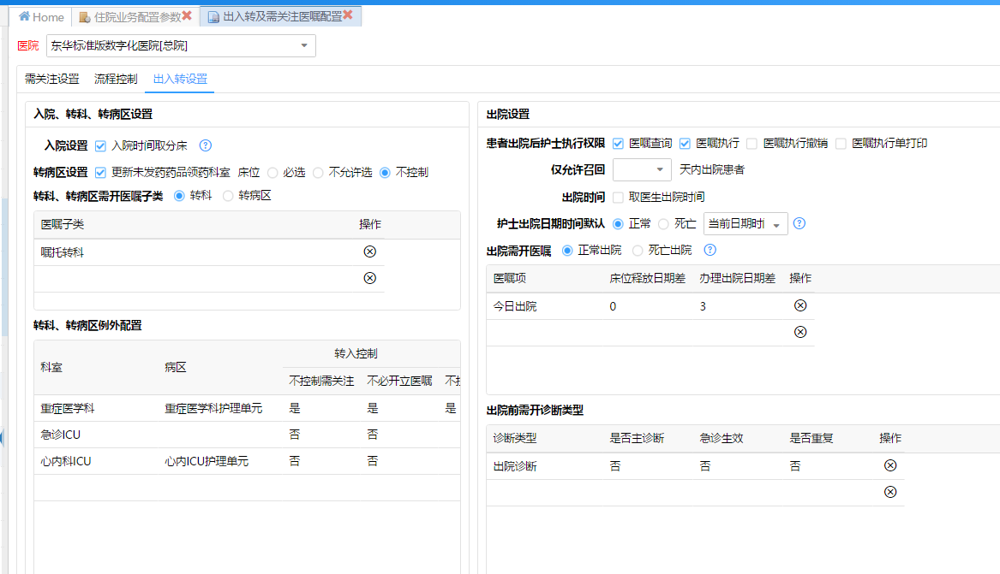 Home 住院业务配置参数 出入转及需关注医嘱配置
医院 东华标准版数字化医院[总院]
需关注设置 流程控制 出入转设置
入院、转科、转病区设置
入院设置 入院时间取分床
转病区设置 更新未发药药品领药科室 床位 必选 不允许选 不控制
转科、转病区需开医嘱子类 转科 转病区
医嘱子类 操作
嘱托转科
转科、转病区例外配置
科室 病区 转入控制
不控制需关注 不必开立医嘱
重症医学科 重症医学科护理单元 是 是 是
急诊ICU 否 否
心内科ICU 心内ICU护理单元 否 否
出院设置
患者出院后护士执行权限 医嘱查询 医嘱执行 医嘱执行撤销 医嘱执行单打印
仅允许召回 天内出院患者
出院时间 取医生出院时间
护士出院日期时间默认 正常 死亡 当前日期时
出院需开医嘱 正常出院 死亡出院
医嘱项 床位释放日期差 办理出院日期差 操作
今日出院 0 3
出院前需开诊断类型
诊断类型 是否主诊断 急诊生效 是否重复 操作
出院诊断 否 否 否